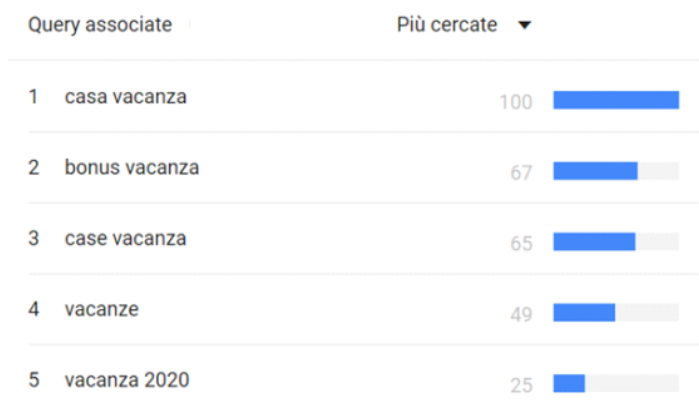 Query associate Più cercate
1 casa vacanza 100
2 bonus vacanza 67
3 case vacanza 65
4 vacanze 49
5 vacanza 2020 25